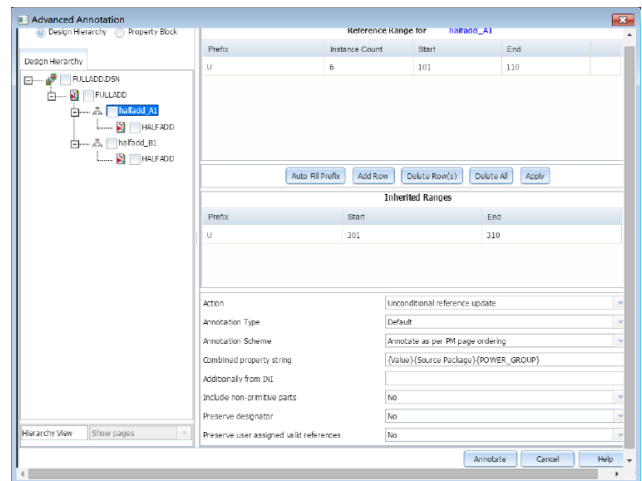 Advanced Annotation
Design Hierarchy Property Block
Design Hierarchy
FULLADD.DSN
FULLADD
halfadd_A1
HALFADD
halfadd_B1
HALFADD
Hierarchy View Show pages
Reference Range for halfadd_A1
Prefix Instance Count Start End
U 6 101 110
Auto Fill Prefix Add Row Delete Row(s) Delete All Apply
Inherited Ranges
Prefix Start End
U 301 310
Action Unconditional reference update
Annotation Type Default
Annotation Scheme Annotate as per PM page ordering
Combined property string {Value}{Source Package}{POWER_GROUP}
Additionally from INI
Include non-primitive parts No
Preserve designator No
Preserve user assigned valid references No
Annotate Cancel Help